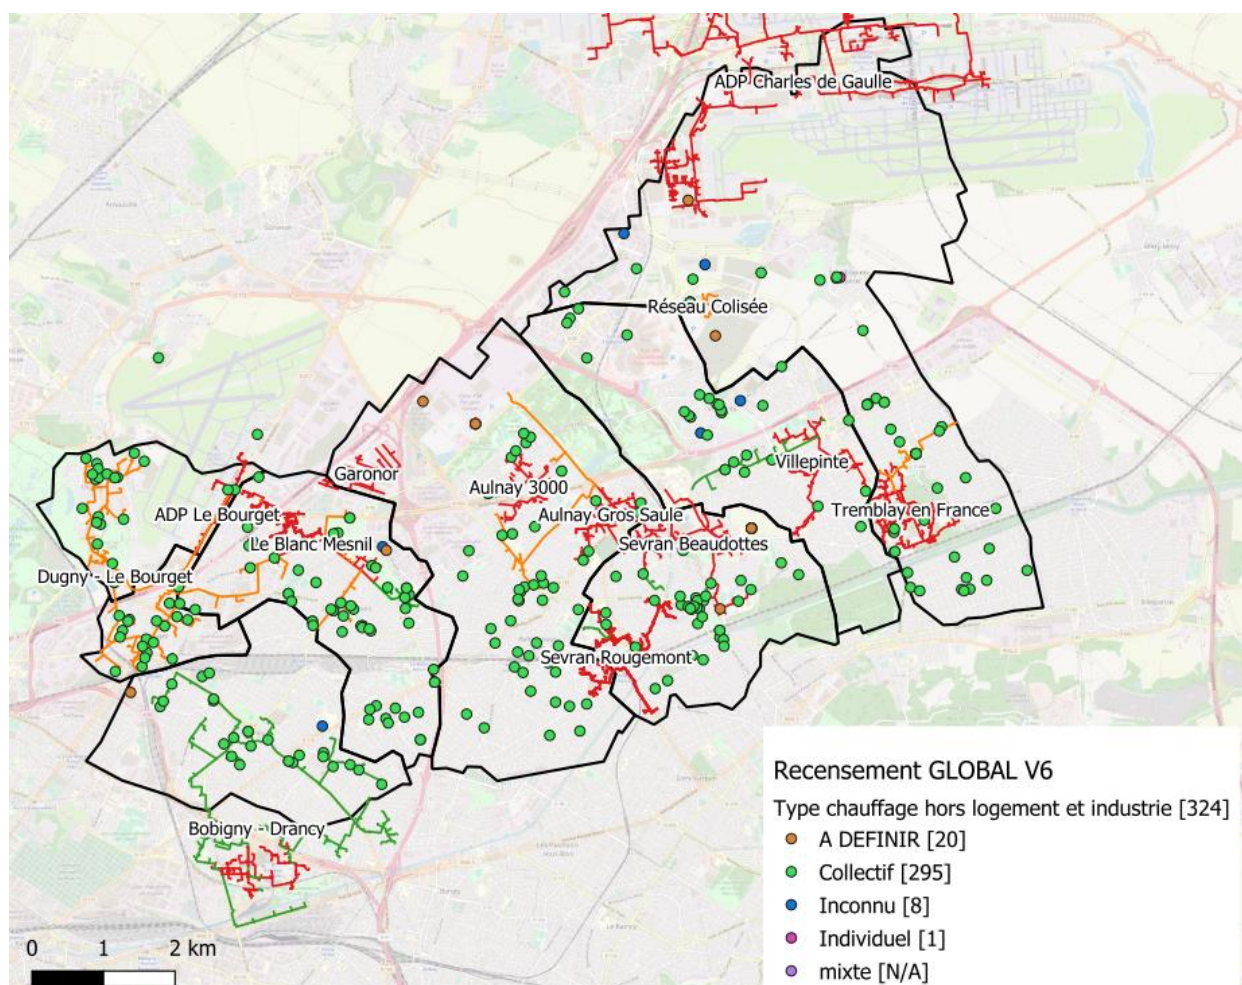 ADP Charles de Gaulle
Réseau Colisée
Garonor
Aulnay 3000
Villepinte
ADP Le Bourget
Aulnay Gros Saule
Tremblay en France
Le Blanc Mesnil
Sevran Beaudottes
Dugny - Le Bourget
Sevran Rougemont
Bobigny - Drancy
Recensement GLOBAL V6
Type chauffage hors logement et industrie [324]
A DEFINIR [20]
Collectif [295]
Inconnu [8]
Individuel [1]
mixte [N/A]
0 1 2 km